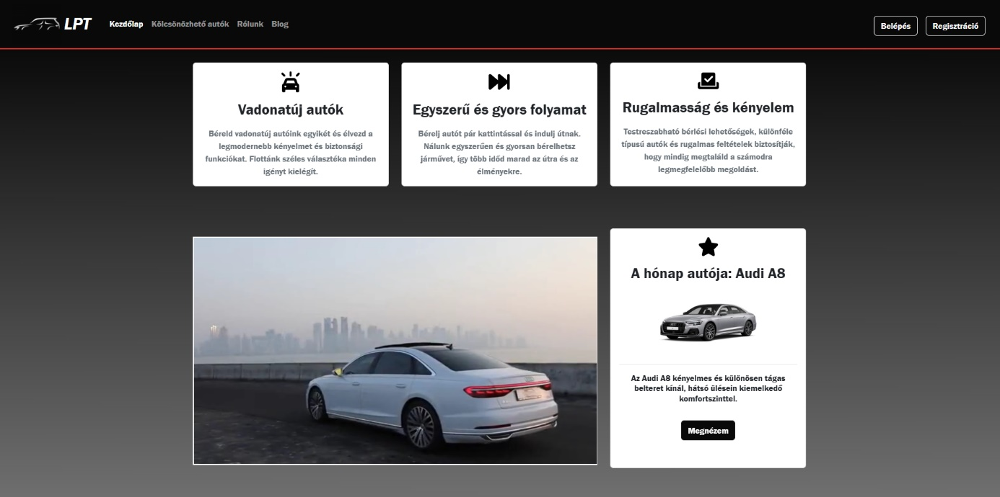 LPT
Kezdőlap Kölcsönözhető autók Rólunk Blog
Belépés Regisztráció
Vadonatúj autók
Béreld vadonatúj autóink egyikét és élvezd a
legmodernebb kényelmet és biztonsági
funkciókat. Flottánk széles választéka minden
igényt kielégít.
Egyszerű és gyors folyamat
Bérelj autót pár kattintással és indulj útnak.
Nálunk egyszerűen és gyorsan bérelhetsz
járművet, így több időd marad az útra és az
élményekre.
Rugalmasság és kényelem
Testreszabható bérlési lehetőségek, különféle
típusú autók és rugalmas feltételek biztosítják,
hogy mindig megtaláld a számodra
legmegfelelőbb megoldást.
A hónap autója: Audi A8
Az Audi A8 kényelmes és különösen tágas
belteret kínál, hátsó ülésein kiemelkedő
komfortszinttel.
Megnézem